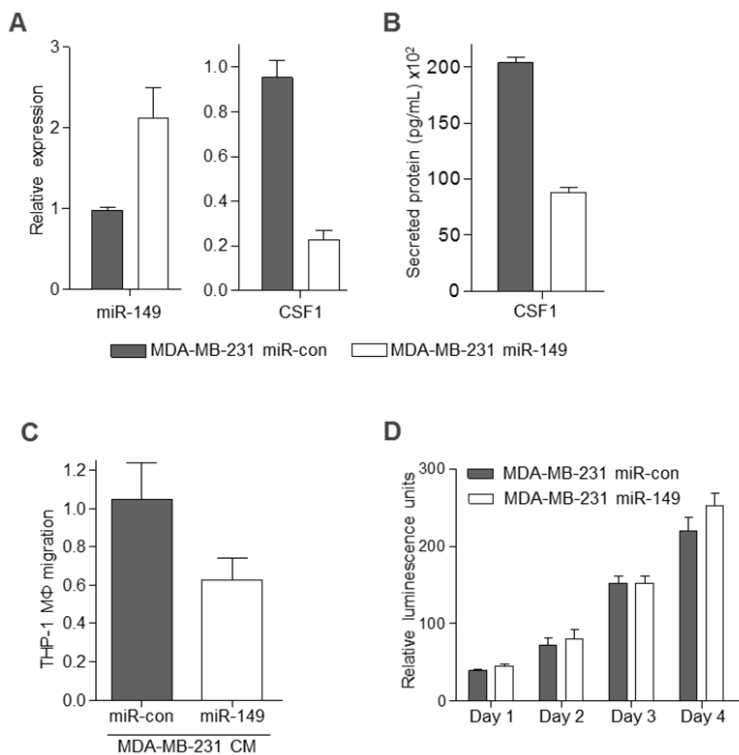 A
Relative expression
3
2
1
0
miR-149
1.0
0.8
0.6
0.4
0.2
0.0
CSF1
B
Secreted protein (pg/mL) x10²
200
150
100
50
0
CSF1
MDA-MB-231 miR-con
MDA-MB-231 miR-149
C
THP-1 MΦ migration
1.2
1.0
0.8
0.6
0.4
0.2
0.0
miR-con
miR-149
MDA-MB-231 CM
D
Relative luminescence units
300
200
100
0
MDA-MB-231 miR-con
MDA-MB-231 miR-149
Day 1
Day 2
Day 3
Day 4